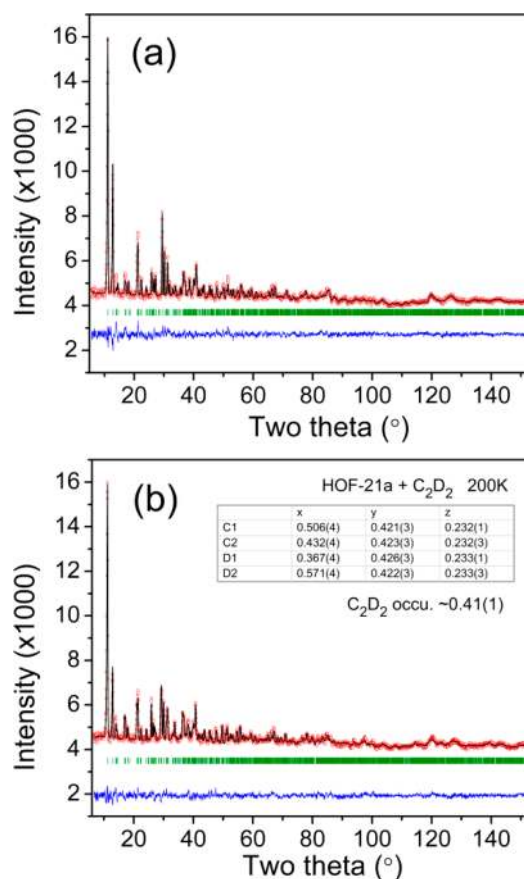 (a)
16
14
12
10
8
6
4
2
Intensity (x1000)
20 40 60 80 100 120 140
Two theta (°)
(b)
HOF-21a + C₂D₂ 200K
x y z
C1 0.506(4) 0.421(3) 0.232(1)
C2 0.432(4) 0.423(3) 0.232(3)
D1 0.367(4) 0.426(3) 0.233(1)
D2 0.571(4) 0.422(3) 0.233(3)
C₂D₂ occu. ~0.41(1)
16
14
12
10
8
6
4
2
Intensity (x1000)
20 40 60 80 100 120 140
Two theta (°)